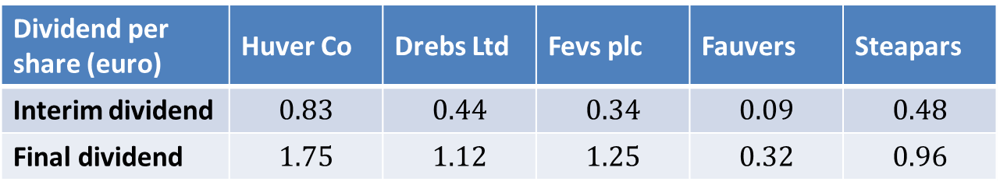 Dividend per share (euro) Huver Co Drebs Ltd Fevs plc Fauvers Steapars
Interim dividend 0.83 0.44 0.34 0.09 0.48
Final dividend 1.75 1.12 1.25 0.32 0.96